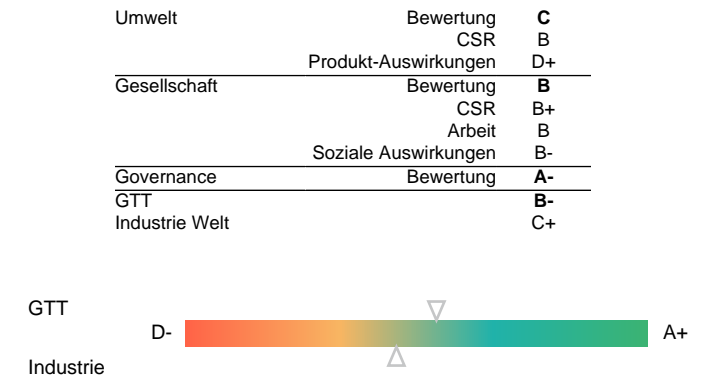 Umwelt Bewertung C
CSR B
Produkt-Auswirkungen D+
Gesellschaft Bewertung B
CSR B+
Arbeit B
Soziale Auswirkungen B-
Governance Bewertung A-
GTT B-
Industrie Welt C+
GTT
D- A+
Industrie